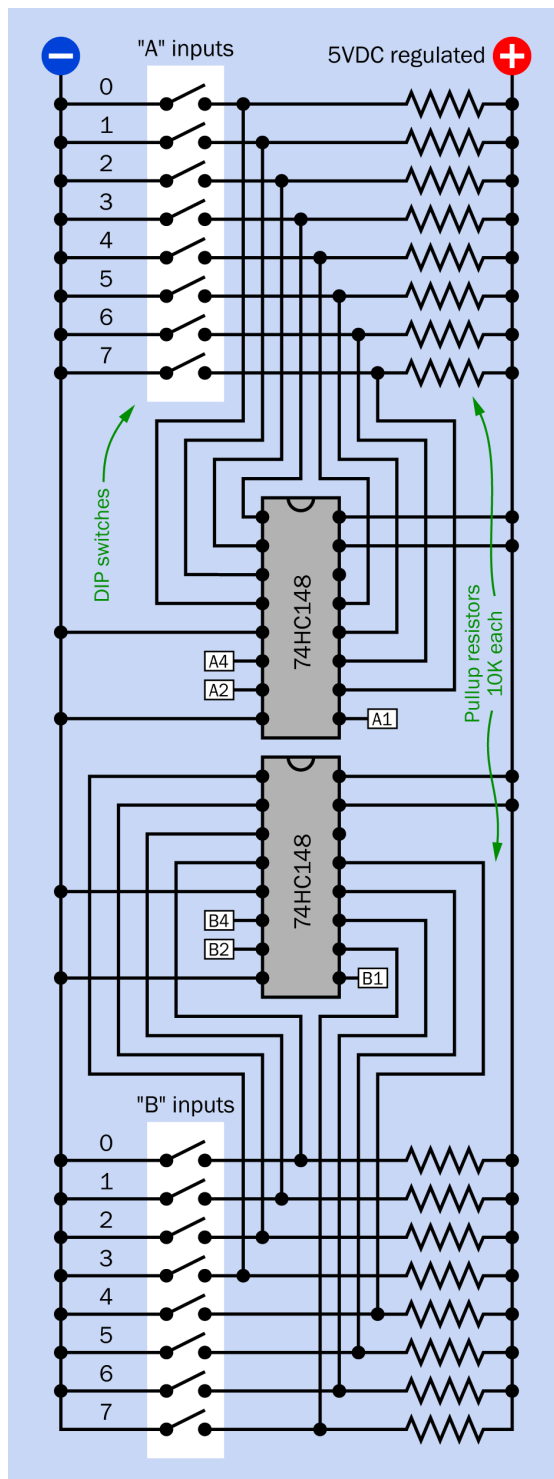 "A" inputs
5VDC regulated
0
1
2
3
4
5
6
7
DIP switches
74HC148
A4
A2
A1
Pullup resistors
10K each
74HC148
B4
B2
B1
"B" inputs
0
1
2
3
4
5
6
7